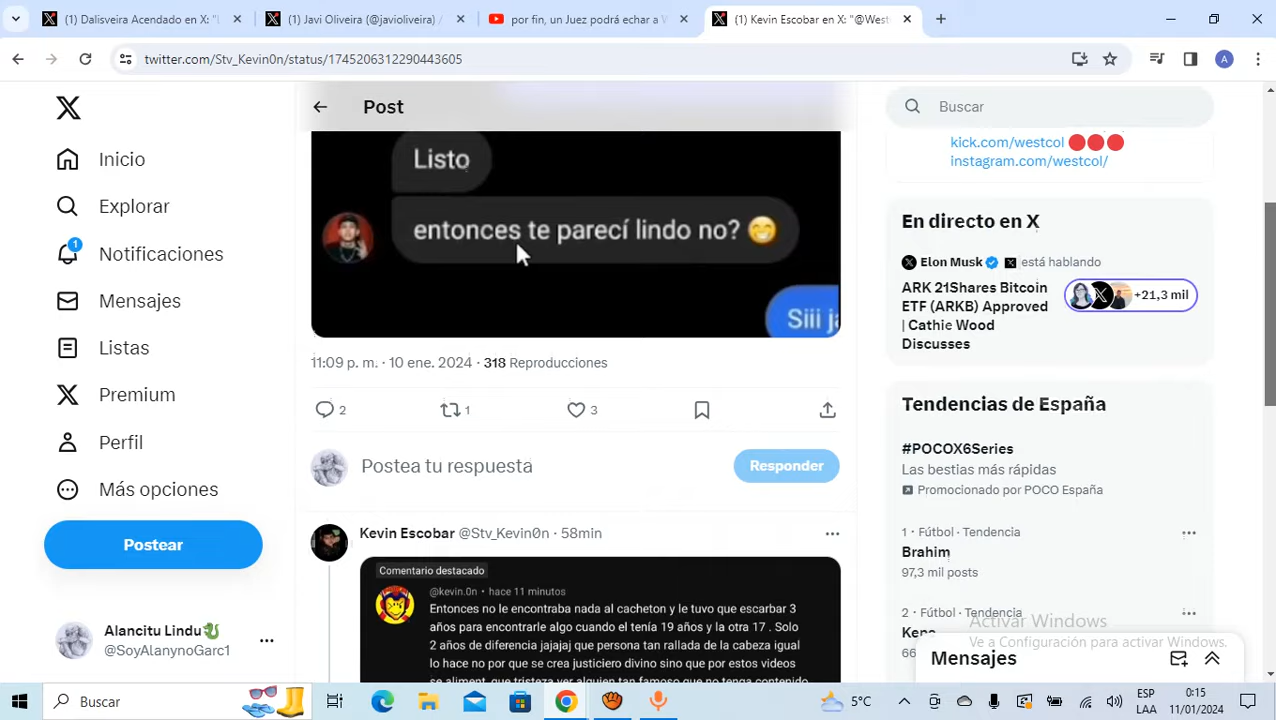 (1) Dalisveira Acendado en X: "l
(1) Javi Oliveira (@javioliveira) /
por fin, un Juez podrá echar a V
(1) Kevin Escobar en X: "@West
twitter.com/Stv_Kevin0n/status/1745206312290443605
A
Post
Buscar
Inicio
Explorar
1
Notificaciones
Mensajes
Listas
Premium
Perfil
Más opciones
Postear
Alancitu Lindu🐉
@SoyAlanynoGarc1
Listo
entonces te parecí lindo no? 😁
Siii ja
11:09 p. m. · 10 ene. 2024 · 318 Reproducciones
2
1
3
Postea tu respuesta
Responder
Kevin Escobar @Stv_Kevin0n · 58min
Comentario destacado
@kevin.0n • hace 11 minutos
Entonces no le encontraba nada al cacheton y le tuvo que escarbar 3
años para encontrarle algo cuando el tenía 19 años y la otra 17 . Solo
2 años de diferencia jajajaj que persona tan rallada de la cabeza igual
lo hace no por que se crea justiciero divino sino que por estos videos
se aliment, que tristeza ver alguien tan famoso que no tenga contenido
kick.com/westcol 🔴🔴🔴
instagram.com/westcol/
En directo en X
Elon Musk está hablando
ARK 21Shares Bitcoin
ETF (ARKB) Approved
| Cathie Wood
Discusses
+21,3 mil
Tendencias de España
#POCOX6Series
Las bestias más rápidas
Promocionado por POCO España
1 · Fútbol · Tendencia
Brahim
97,3 mil posts
2 · Fútbol · Tendencia
Activar Windows
Ve a Configuración para activar Windows.
Mensajes
Buscar
5°C
ESP
LAA
0:15
11/01/2024